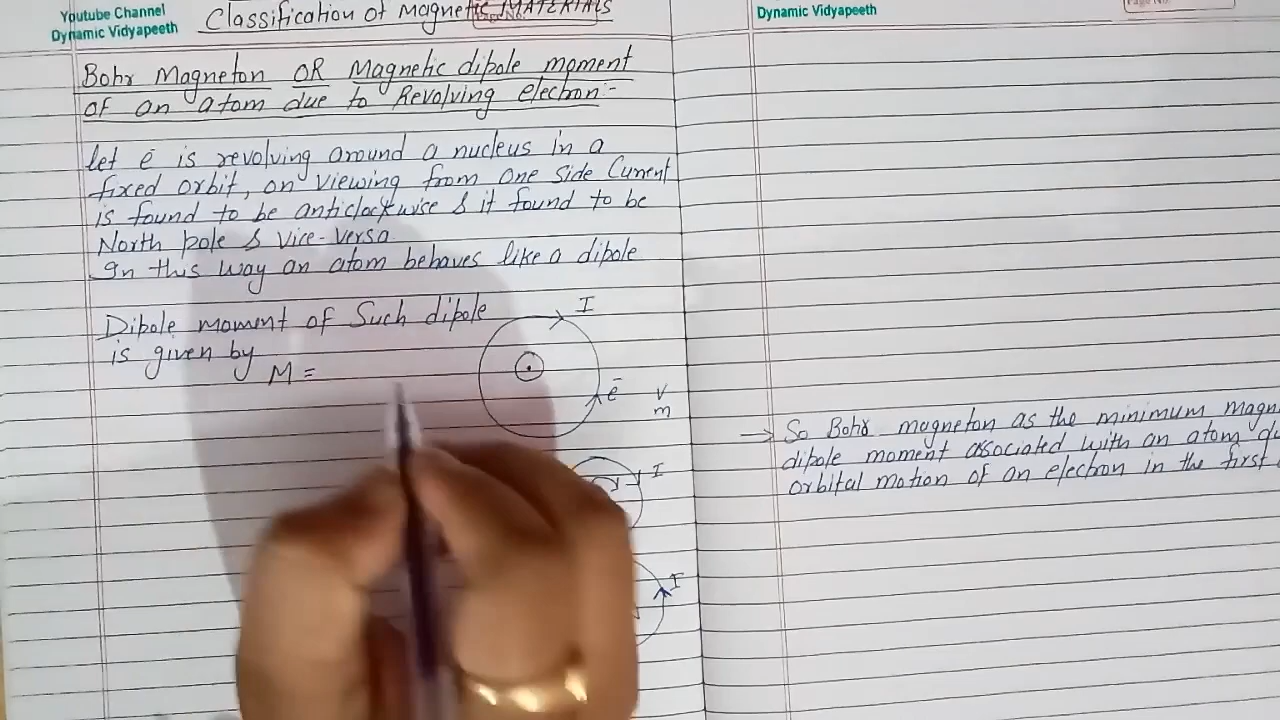 Youtube Channel
Dynamic Vidyapeeth
Classification of Magnetic MATERIALS
Bohr Magneton OR Magnetic dipole moment
of an atom due to Revolving electron:-
let ē is revolving around a nucleus in a
fixed orbit, on viewing from one side Current
is found to be anticlockwise & it found to be
North pole & vice-versa
In this way an atom behaves like a dipole
Dipole moment of Such dipole
is given by
M =
I
ē
V
m
I
I
Dynamic Vidyapeeth
→ So Bohr magneton as the minimum magn
dipole moment associated with an atom du
orbital motion of an electron in the first